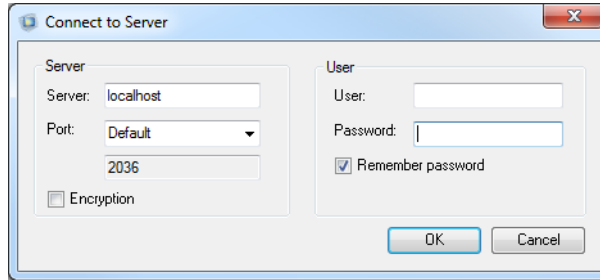 Connect to Server
Server
Server: localhost
Port: Default
2036
Encryption
User
User:
Password:
Remember password
OK
Cancel